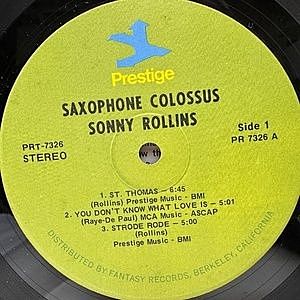 Prestige
SAXOPHONE COLOSSUS
SONNY ROLLINS
PRT-7326
STEREO
Side 1
PR 7326 A
1. ST. THOMAS — 6:45
(Rollins) Prestige Music - BMI
2. YOU DON'T KNOW WHAT LOVE IS — 5:01
(Raye-De Paul) MCA Music - ASCAP
3. STRODE RODE — 5:00
(Rollins)
Prestige Music - BMI
DISTRIBUTED BY FANTASY RECORDS, BERKELEY, CALIFORNIA